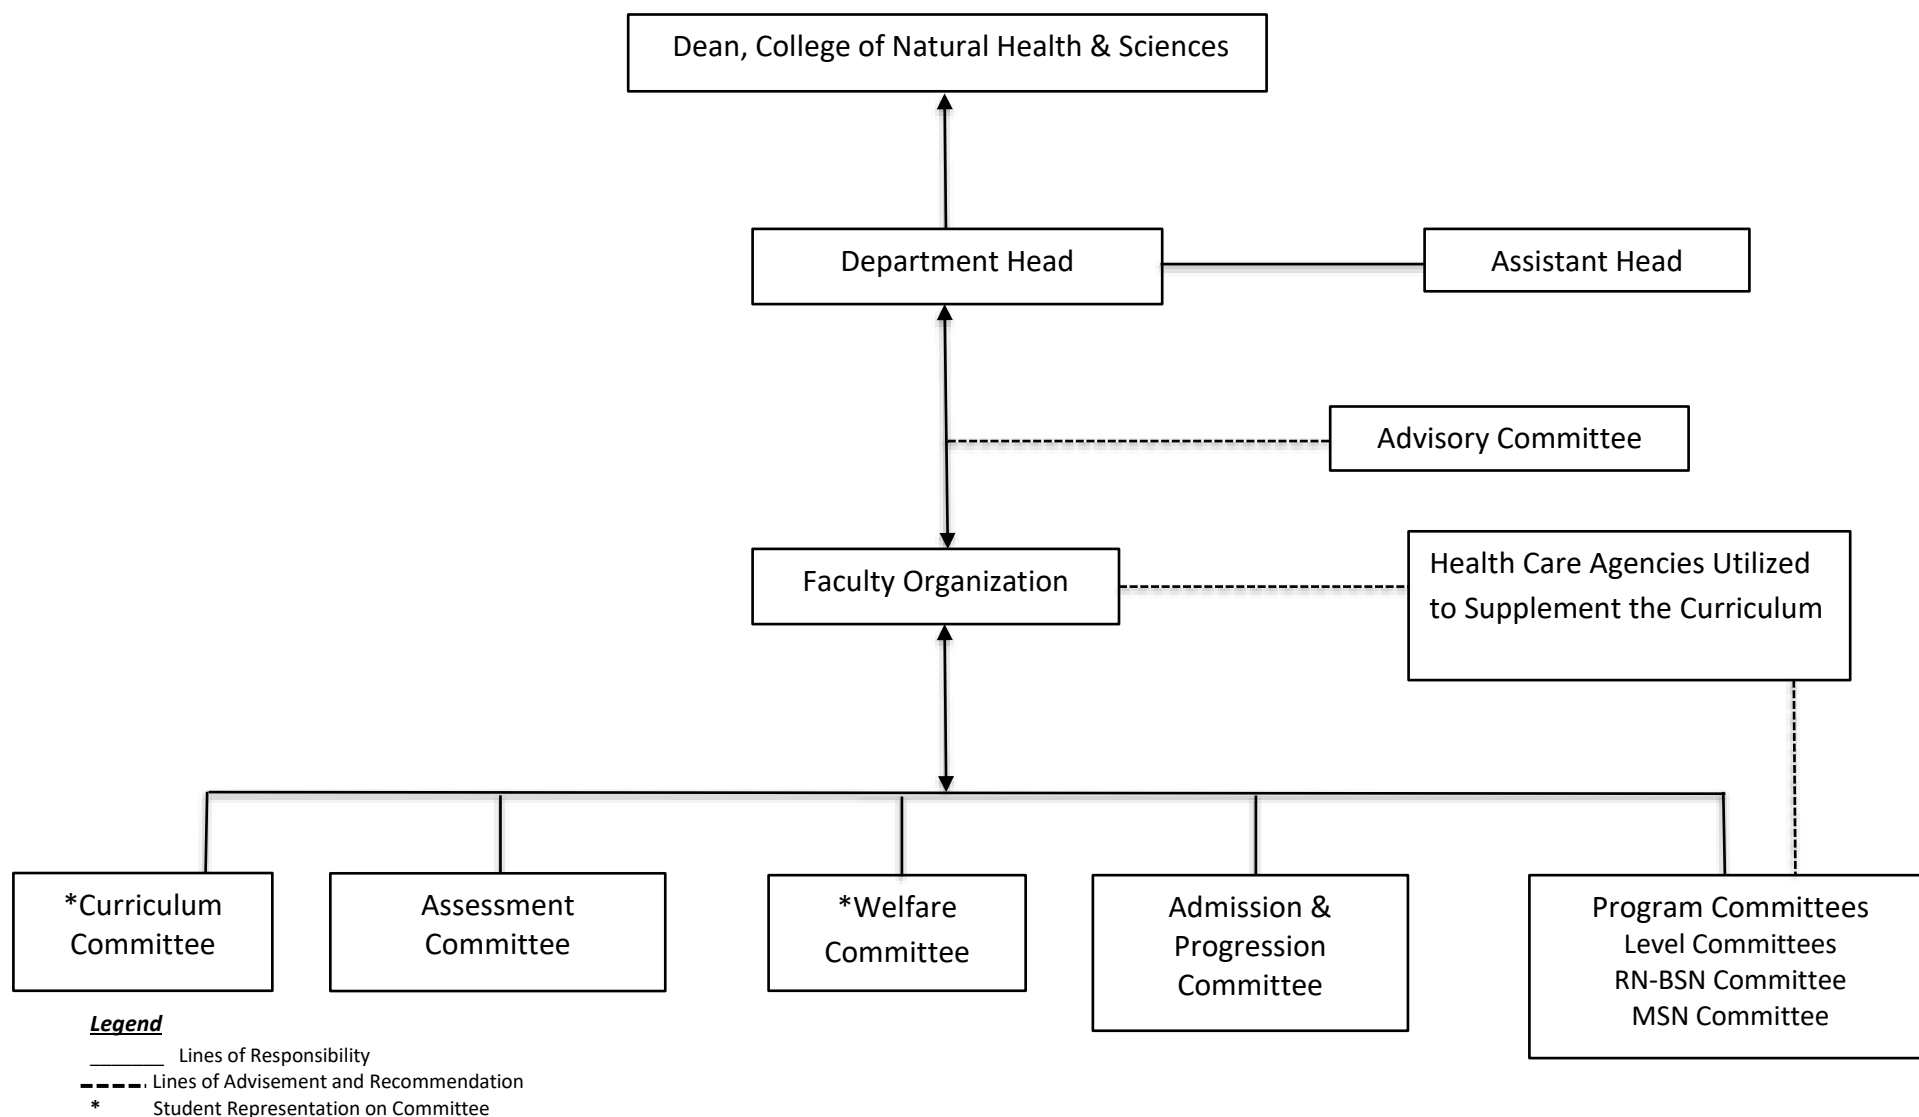 Dean, College of Natural Health & Sciences
Department Head
Assistant Head
Advisory Committee
Faculty Organization
Health Care Agencies Utilized
to Supplement the Curriculum
*Curriculum
Committee
Assessment
Committee
*Welfare
Committee
Admission &
Progression
Committee
Program Committees
Level Committees
RN-BSN Committee
MSN Committee
Legend
_______ Lines of Responsibility
----- Lines of Advisement and Recommendation
* Student Representation on Committee